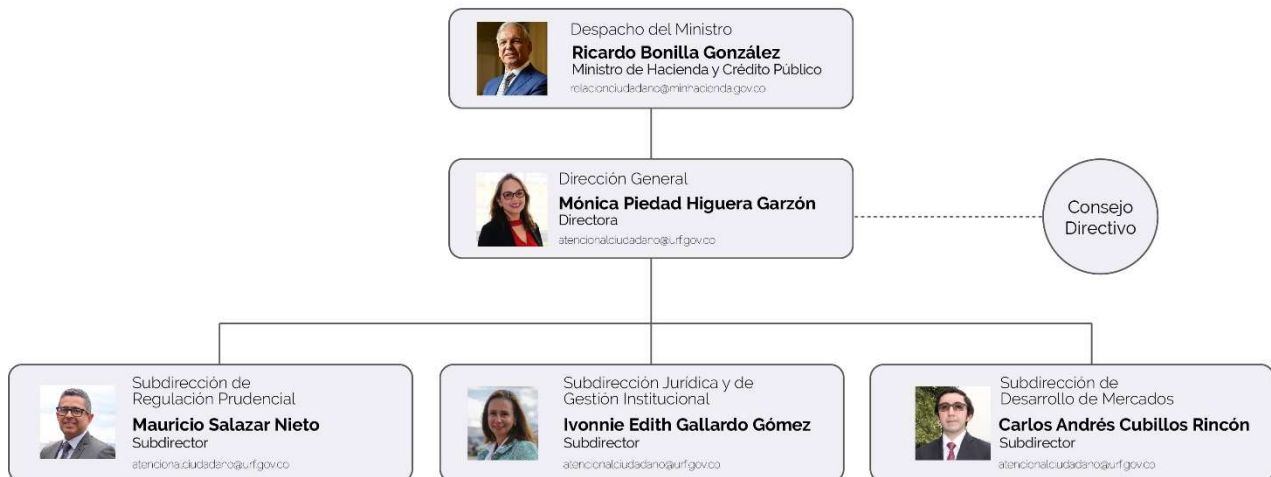 Despacho del Ministro
Ricardo Bonilla González
Ministro de Hacienda y Crédito Público
relacionciudadano@minhacienda.gov.co
Dirección General
Mónica Piedad Higuera Garzón
Directora
atencionalciudadano@urf.gov.co
Consejo
Directivo
Subdirección de
Regulación Prudencial
Mauricio Salazar Nieto
Subdirector
atencionalciudadano@urf.gov.co
Subdirección Jurídica y de
Gestión Institucional
Ivonnie Edith Gallardo Gómez
Subdirector
atencionalciudadano@urf.gov.co
Subdirección de
Desarrollo de Mercados
Carlos Andrés Cubillos Rincón
Subdirector
atencionalciudadano@urf.gov.co